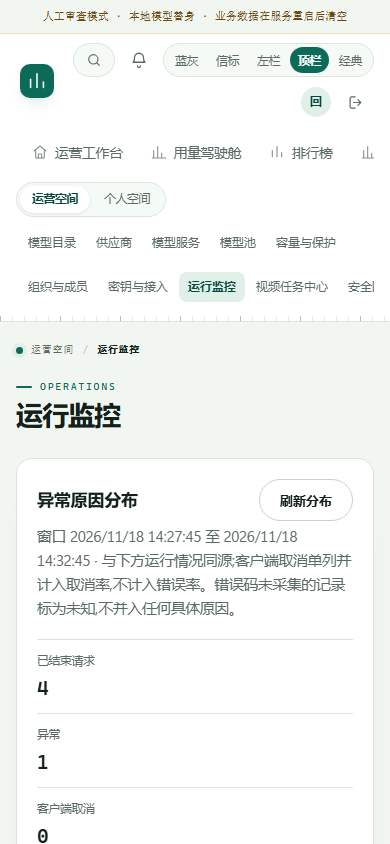 人工审查模式 · 本地模型替身 · 业务数据在服务重启后清空
蓝灰 信标 左栏 顶栏 经典
回
运营工作台 用量驾驶舱 排行榜
运营空间 个人空间
模型目录 供应商 模型服务 模型池 容量与保护
组织与成员 密钥与接入 运行监控 视频任务中心 安全
运营空间 / 运行监控
OPERATIONS
运行监控
异常原因分布
刷新分布
窗口 2026/11/18 14:27:45 至 2026/11/18
14:32:45 · 与下方运行情况同源;客户端取消单列并
计入取消率,不计入错误率。错误码未采集的记录
标为未知,不并入任何具体原因。
已结束请求
4
异常
1
客户端取消
0